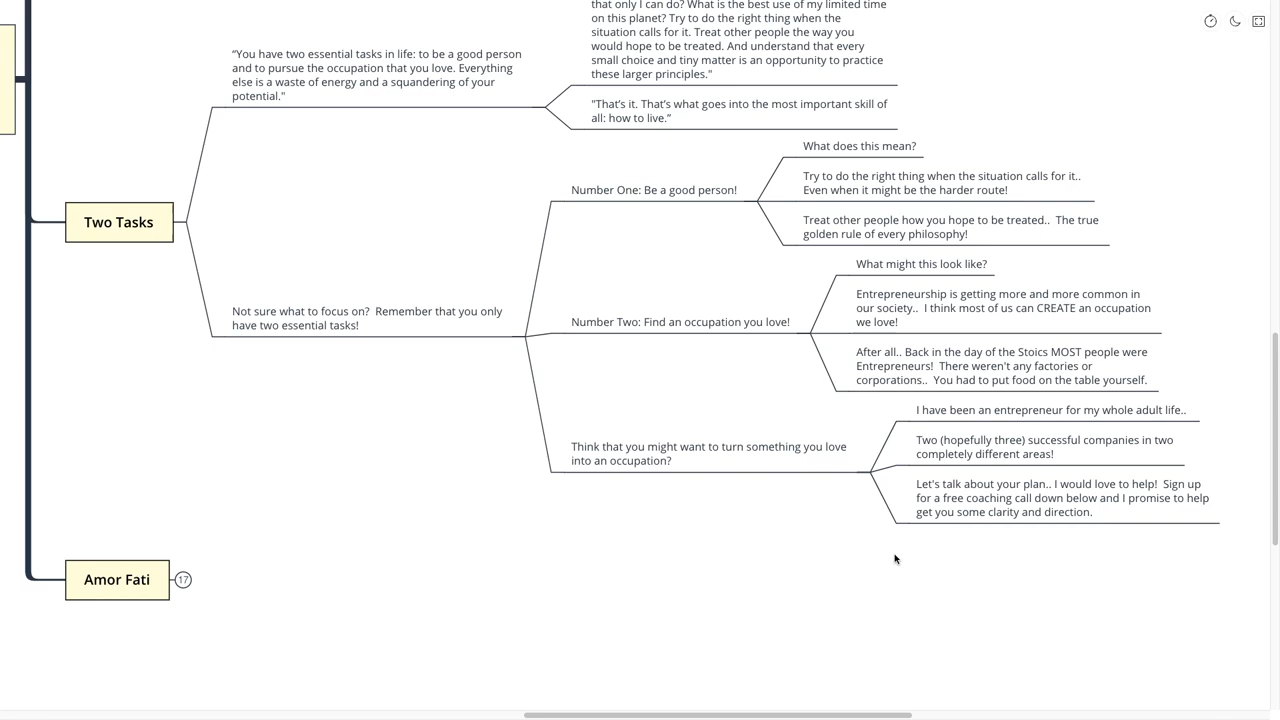 that only I can do? What is the best use of my limited time
on this planet? Try to do the right thing when the
situation calls for it. Treat other people the way you
would hope to be treated. And understand that every
small choice and tiny matter is an opportunity to practice
these larger principles."
“You have two essential tasks in life: to be a good person
and to pursue the occupation that you love. Everything
else is a waste of energy and a squandering of your
potential."
"That’s it. That’s what goes into the most important skill of
all: how to live.”
What does this mean?
Try to do the right thing when the situation calls for it..
Even when it might be the harder route!
Number One: Be a good person!
Treat other people how you hope to be treated..  The true
golden rule of every philosophy!
Two Tasks
What might this look like?
Entrepreneurship is getting more and more common in
our society..  I think most of us can CREATE an occupation
we love!
Not sure what to focus on?  Remember that you only
have two essential tasks!
Number Two: Find an occupation you love!
After all.. Back in the day of the Stoics MOST people were
Entrepreneurs!  There weren't any factories or
corporations..  You had to put food on the table yourself.
I have been an entrepreneur for my whole adult life..
Think that you might want to turn something you love
into an occupation?
Two (hopefully three) successful companies in two
completely different areas!
Let's talk about your plan.. I would love to help!  Sign up
for a free coaching call down below and I promise to help
get you some clarity and direction.
Amor Fati
17